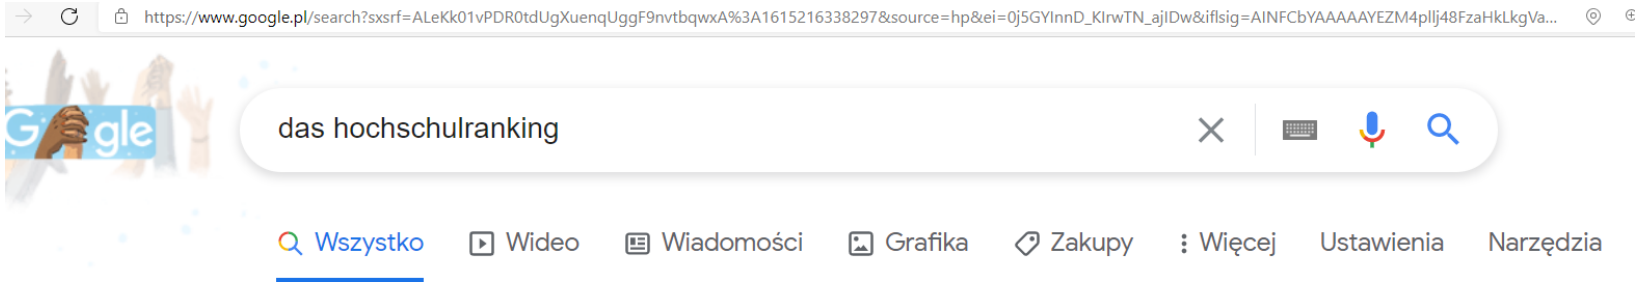 https://www.google.pl/search?sxsrf=ALeKk01vPDR0tdUgXuenqUggF9nvtbqwxA%3A1615216338297&source=hp&ei=0j5GYInnD_KIrwTN_ajIDw&iflsig=AINFCbYAAAAAYEZM4pllj48FzaHkLkgVa...
Google
das hochschulranking
Wszystko Wideo Wiadomości Grafika Zakupy Więcej Ustawienia Narzędzia